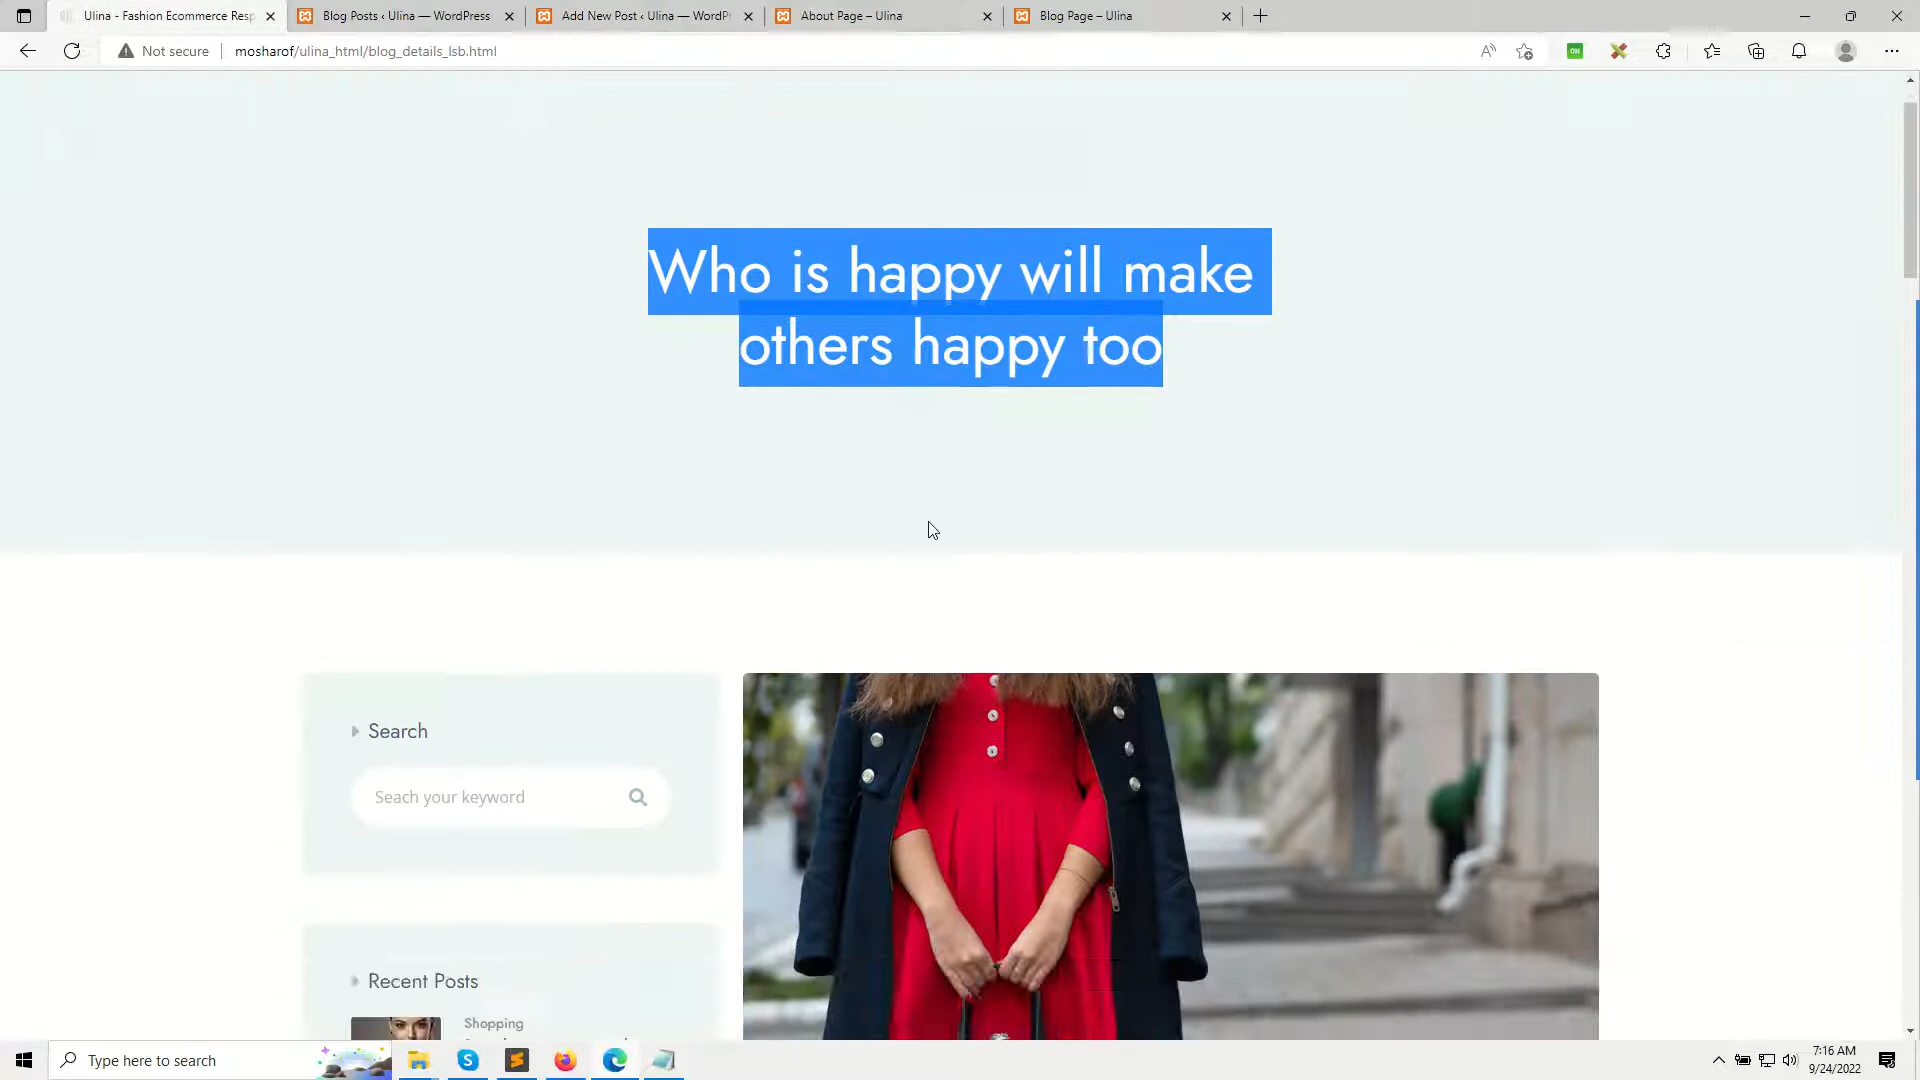 Ulina - Fashion Ecommerce Resp
Blog Posts ‹ Ulina — WordPress
Add New Post ‹ Ulina — WordPr
About Page – Ulina
Blog Page – Ulina
Not secure
mosharof/ulina_html/blog_details_lsb.html
ON
Who is happy will make
others happy too
Search
Seach your keyword
Recent Posts
Shopping
Type here to search
7:16 AM
9/24/2022